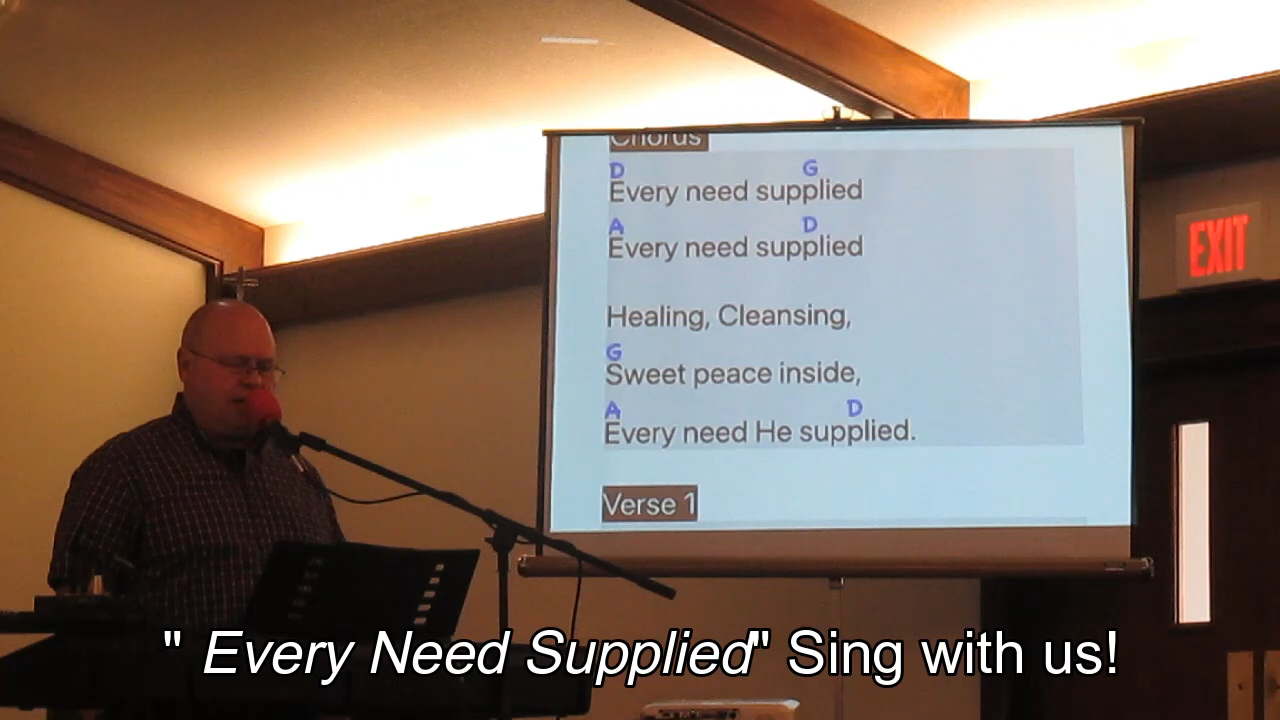 Chorus
D G
Every need supplied
A D
Every need supplied
Healing, Cleansing,
G
Sweet peace inside,
A D
Every need He supplied.
Verse 1
EXIT
" Every Need Supplied" Sing with us!